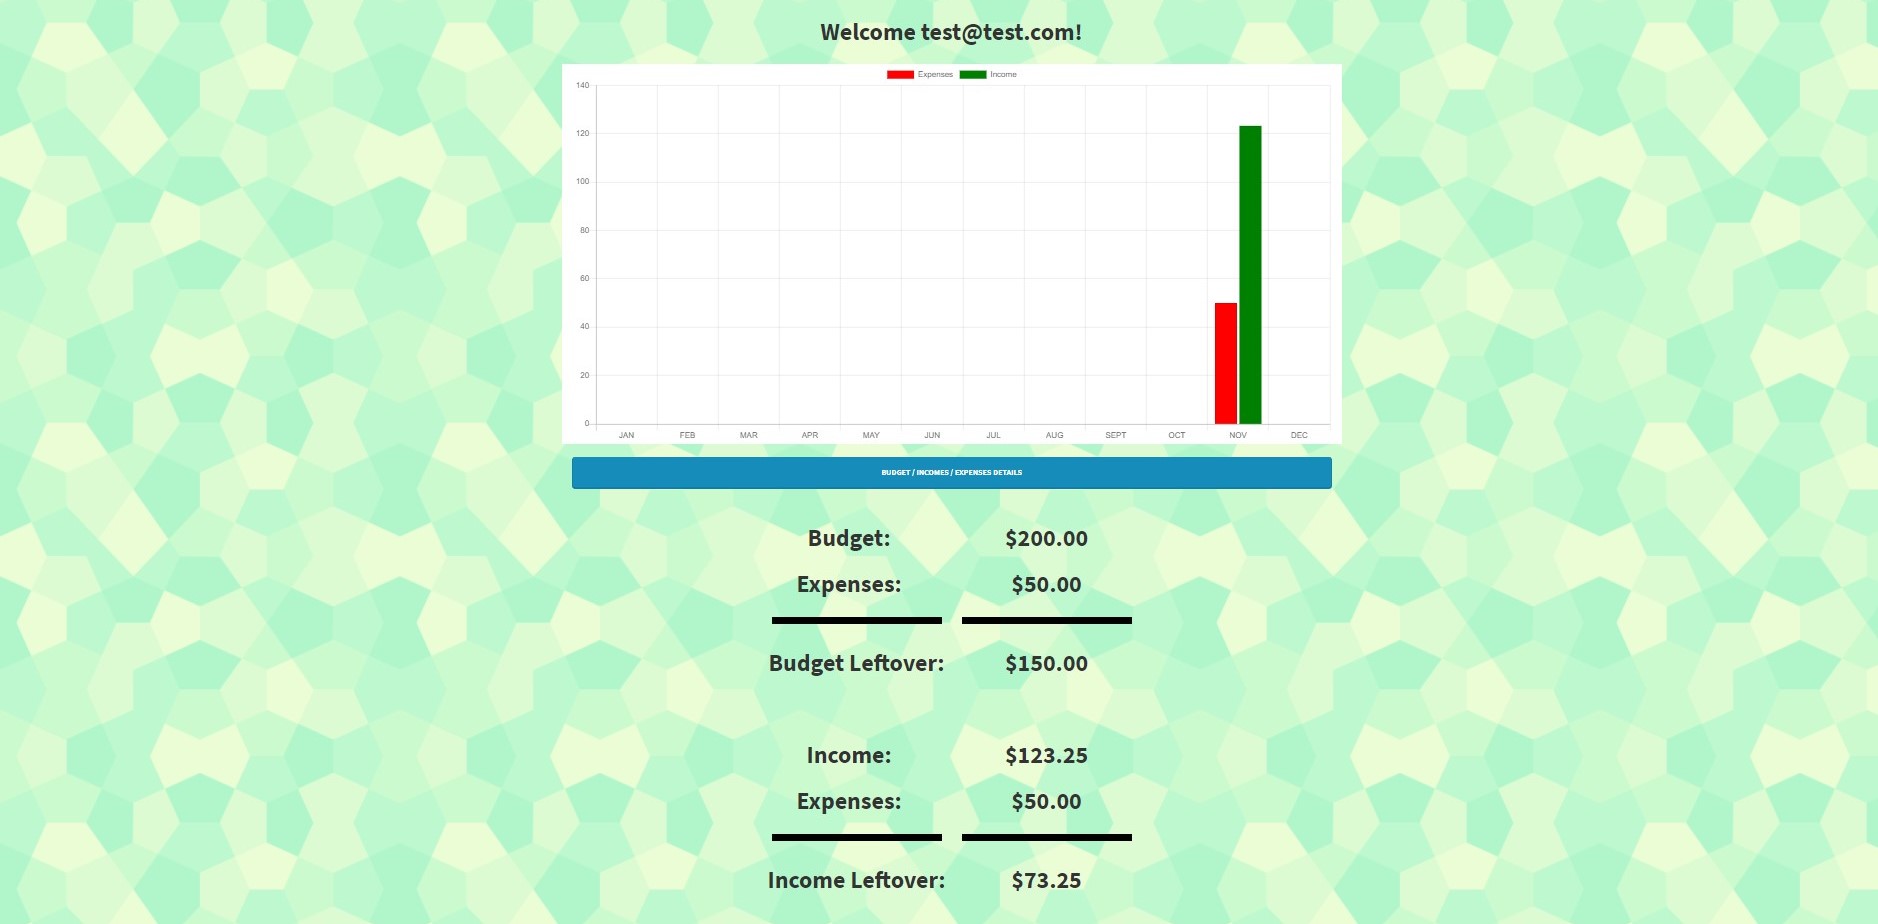 Welcome test@test.com!
Expenses Income
140
120
100
80
60
40
20
0
JAN FEB MAR APR MAY JUN JUL AUG SEPT OCT NOV DEC
BUDGET / INCOMES / EXPENSES DETAILS
Budget: $200.00
Expenses: $50.00
Budget Leftover: $150.00
Income: $123.25
Expenses: $50.00
Income Leftover: $73.25